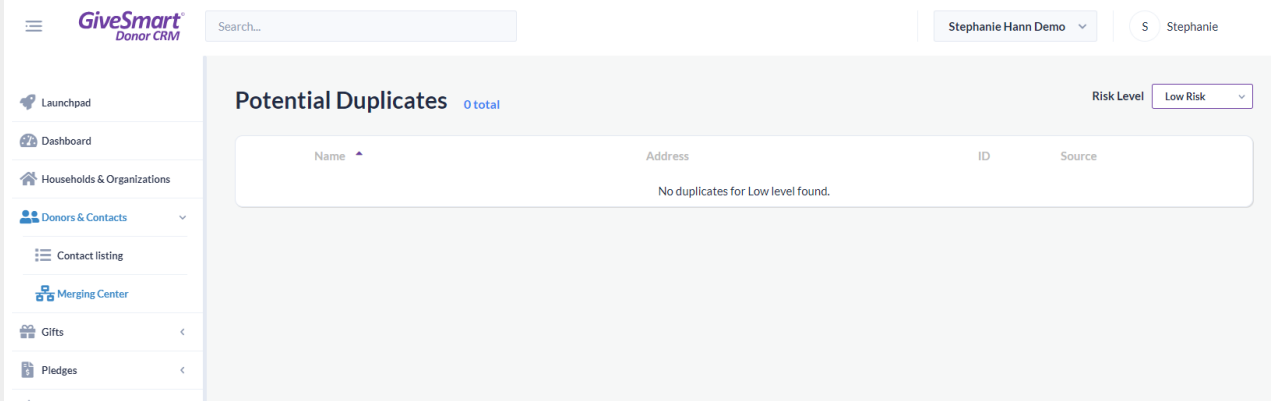 GiveSmart®
Donor CRM
Search...
Stephanie Hann Demo
S Stephanie
Launchpad
Dashboard
Households & Organizations
Donors & Contacts
Contact listing
Merging Center
Gifts
Pledges
Potential Duplicates 0 total
Risk Level Low Risk
Name Address ID Source
No duplicates for Low level found.